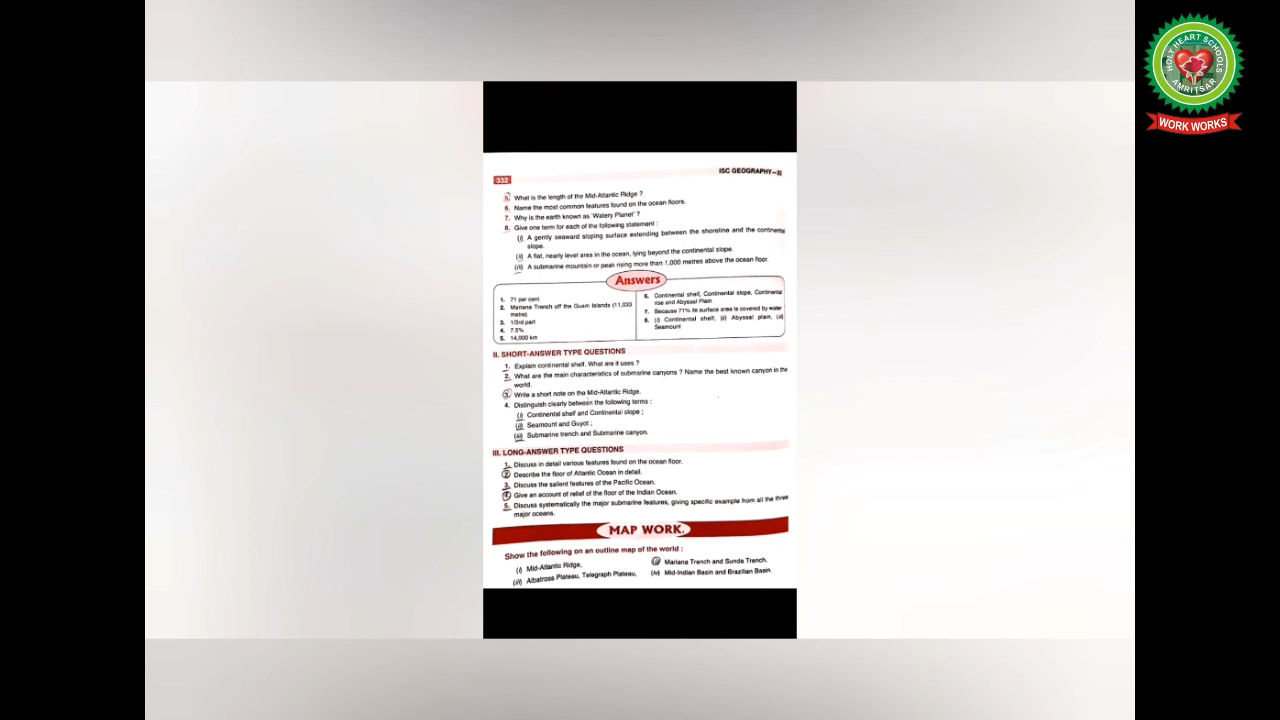 HOLY HEART SCHOOLS
AMRITSAR
WORK WORKS
332
ISC GEOGRAPHY–XI
5. What is the length of the Mid-Atlantic Ridge ?
6. Name the most common features found on the ocean floors.
7. Why is the earth known as 'Watery Planet' ?
8. Give one term for each of the following statement :
(i) A gently seaward sloping surface extending between the shoreline and the continental
slope.
(ii) A flat, nearly level area in the ocean, lying beyond the continental slope.
(iii) A submarine mountain or peak rising more than 1,000 metres above the ocean floor.
Answers
1. 71 per cent
2. Mariana Trench off the Guam Islands (11,033
metre)
3. 1/3rd part
4. 7.5%
5. 14,000 km
6. Continental shelf, Continental slope, Continental
rise and Abyssal Plain
7. Because 71% its surface area is covered by water
8. (i) Continental shelf, (ii) Abyssal plain, (iii)
Seamount
II. SHORT-ANSWER TYPE QUESTIONS
1. Explain continental shelf. What are it uses ?
2. What are the main characteristics of submarine canyons ? Name the best known canyon in the
world.
3. Write a short note on the Mid-Atlantic Ridge.
4. Distinguish clearly between the following terms :
(i) Continental shelf and Continental slope ;
(ii) Seamount and Guyot ;
(iii) Submarine trench and Submarine canyon.
III. LONG-ANSWER TYPE QUESTIONS
1. Discuss in detail various features found on the ocean floor.
2. Describe the floor of Atlantic Ocean in detail.
3. Discuss the salient features of the Pacific Ocean.
4. Give an account of relief of the floor of the Indian Ocean.
5. Discuss systematically the major submarine features, giving specific example from all the three
major oceans.
MAP WORK.
Show the following on an outline map of the world :
(i) Mid-Atlantic Ridge,
(ii) Mariana Trench and Sunda Trench,
(iii) Albatross Plateau, Telegraph Plateau,
(iv) Mid-Indian Basin and Brazilian Basin.